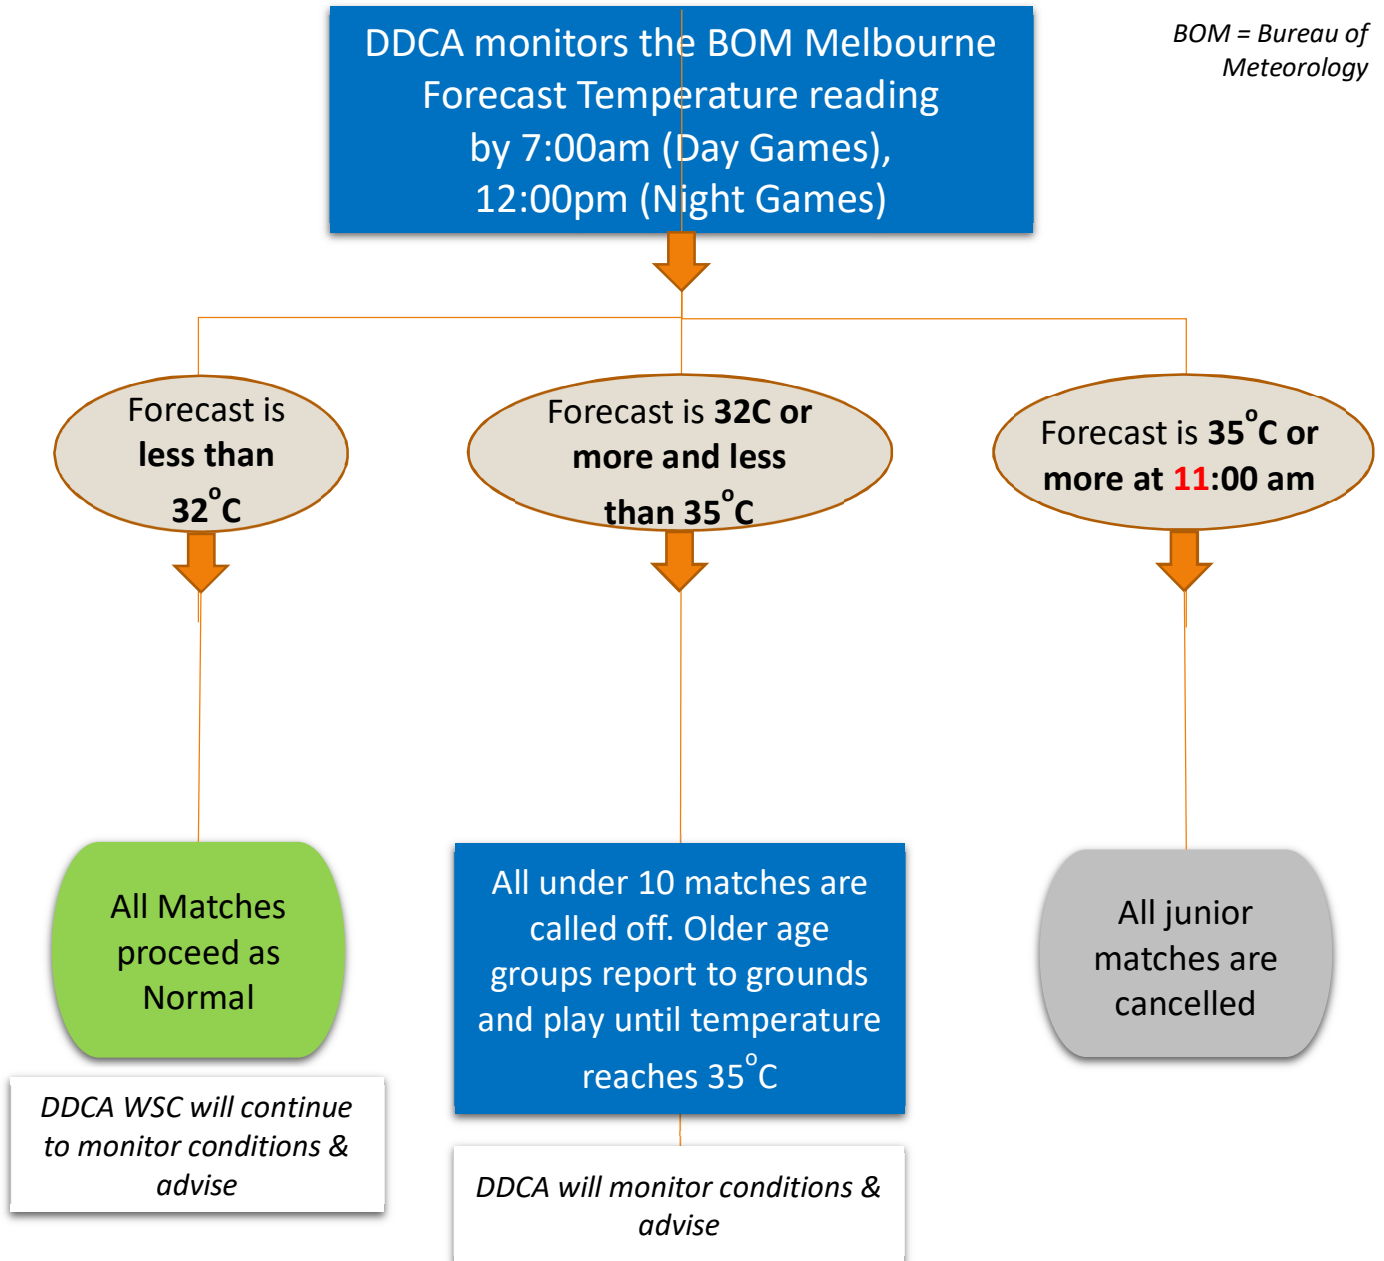 DDCA monitors the BOM Melbourne
Forecast Temperature reading
by 7:00am (Day Games),
12:00pm (Night Games)
BOM = Bureau of
Meteorology
Forecast is
less than
32°C
Forecast is 32C or
more and less
than 35°C
Forecast is 35°C or
more at 11:00 am
All Matches
proceed as
Normal
DDCA WSC will continue
to monitor conditions &
advise
All under 10 matches are
called off. Older age
groups report to grounds
and play until temperature
reaches 35°C
DDCA will monitor conditions &
advise
All junior
matches are
cancelled